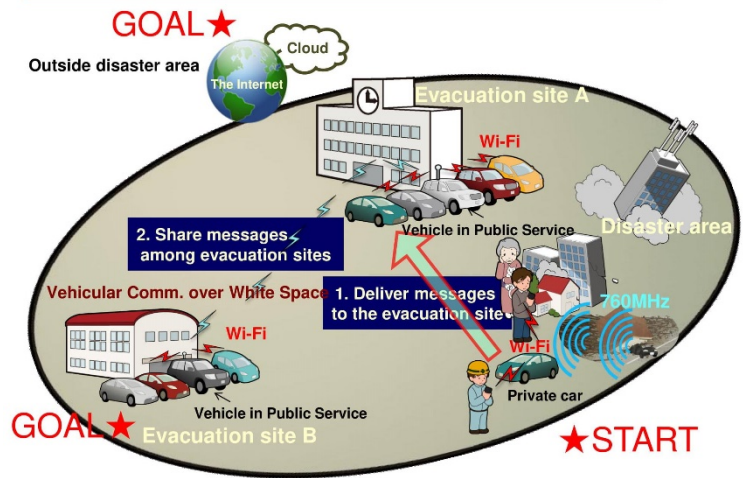 GOAL★
Cloud
Outside disaster area
The Internet
Evacuation site A
Wi-Fi
Vehicle in Public Service
Disaster area
2. Share messages
among evacuation sites
Vehicular Comm. over White Space
1. Deliver messages
to the evacuation site
760MHz
Wi-Fi
Wi-Fi
Private car
Vehicle in Public Service
GOAL★
Evacuation site B
★START